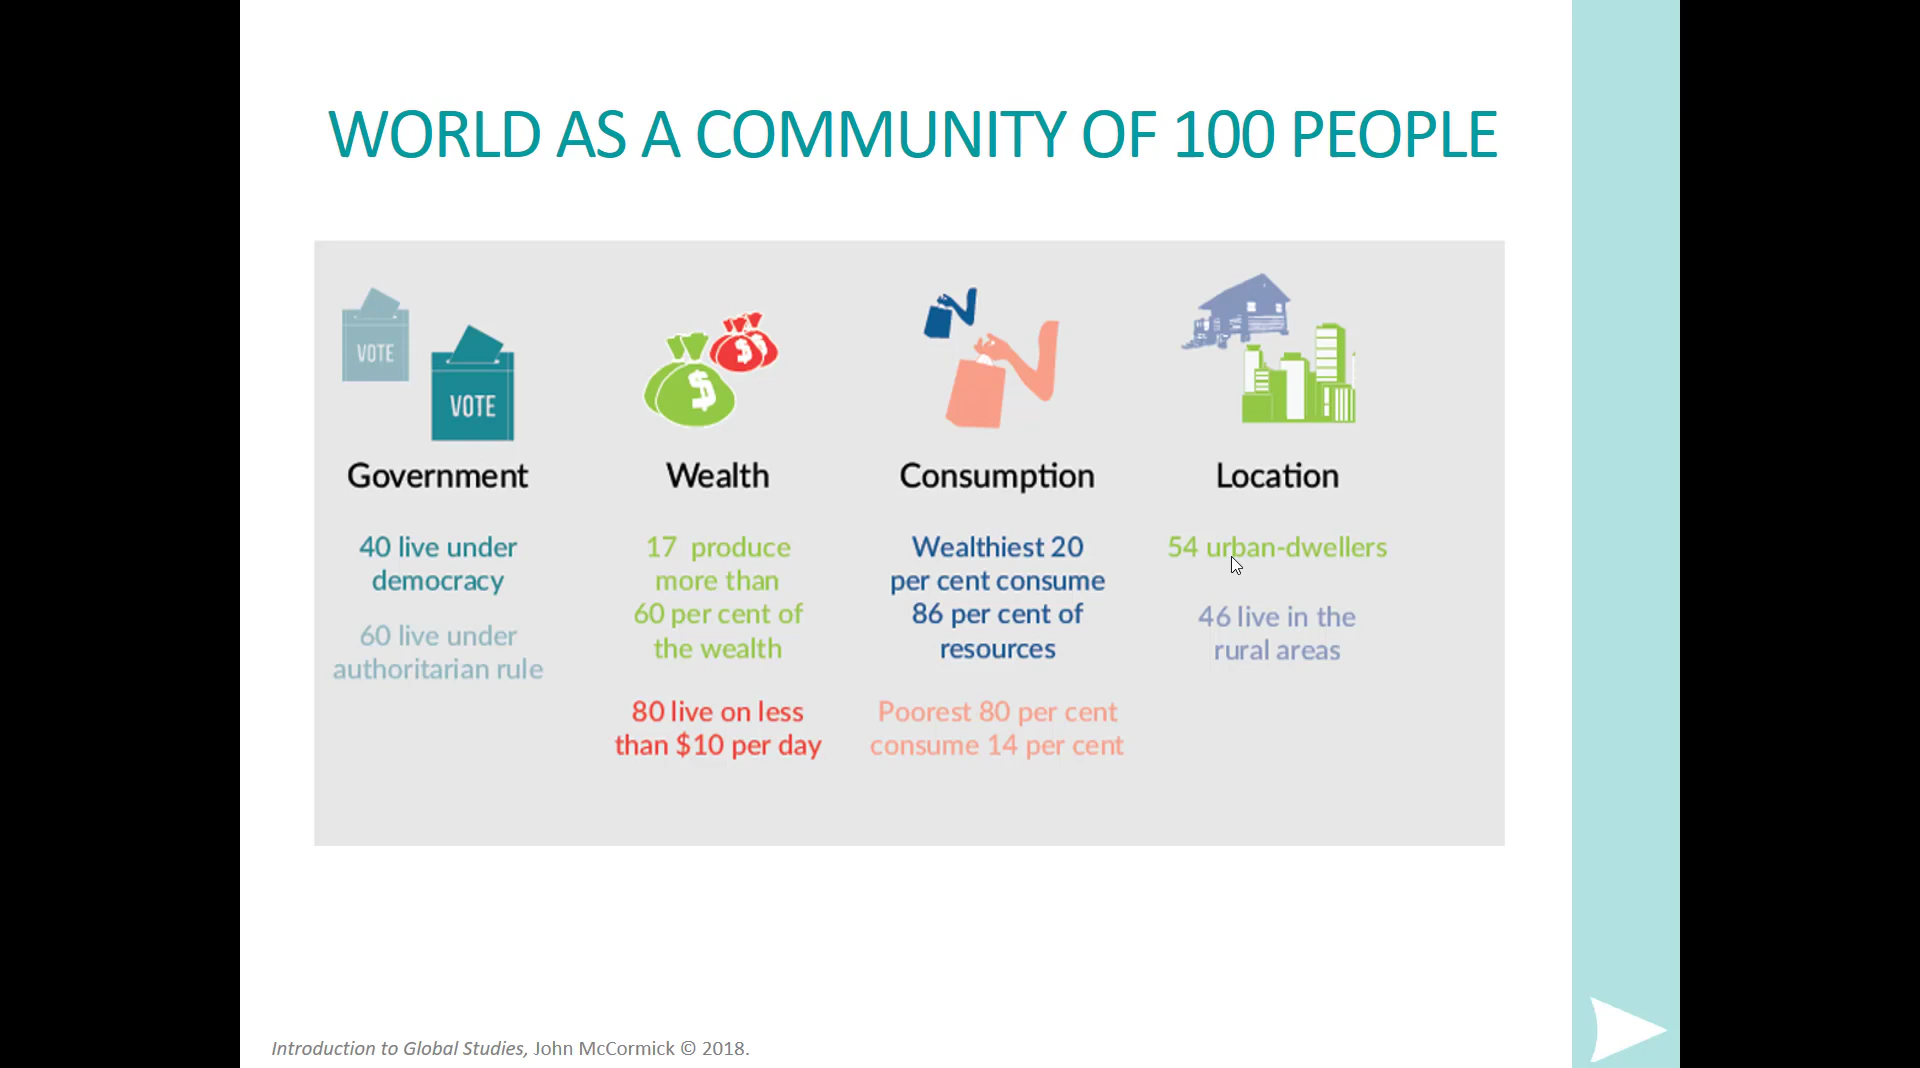 WORLD AS A COMMUNITY OF 100 PEOPLE
VOTE
VOTE
$
$
Government
40 live under
democracy
60 live under
authoritarian rule
Wealth
17 produce
more than
60 per cent of
the wealth
80 live on less
than $10 per day
Consumption
Wealthiest 20
per cent consume
86 per cent of
resources
Poorest 80 per cent
consume 14 per cent
Location
54 urban-dwellers
46 live in the
rural areas
Introduction to Global Studies, John McCormick © 2018.